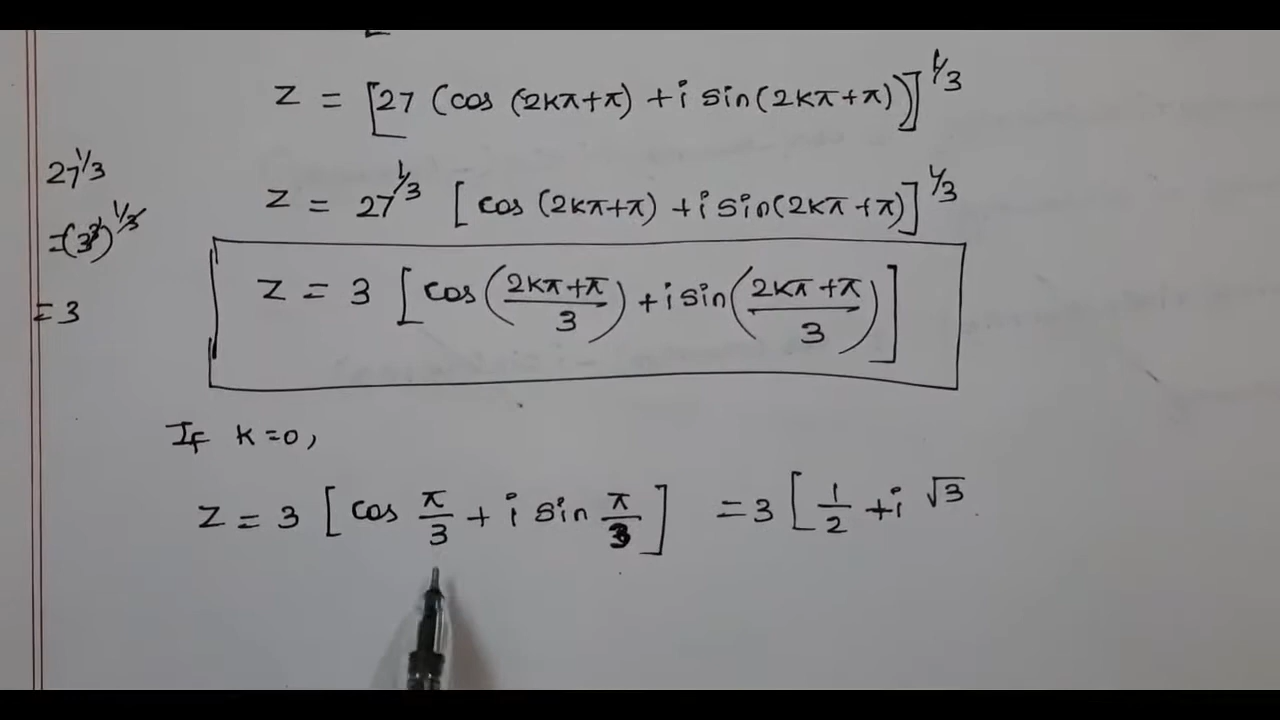 z = [27 (cos (2kπ+π) + i sin(2kπ+π))]^1/3
27^1/3
z = 27^1/3 [cos (2kπ+π) + i sin(2kπ+π)]^1/3
=(3^3)^1/3
z = 3 [cos(2kπ+π/3) + i sin(2kπ+π/3)]
= 3
If k=0,
z = 3 [cos π/3 + i sin π/3] = 3 [1/2 + i √3